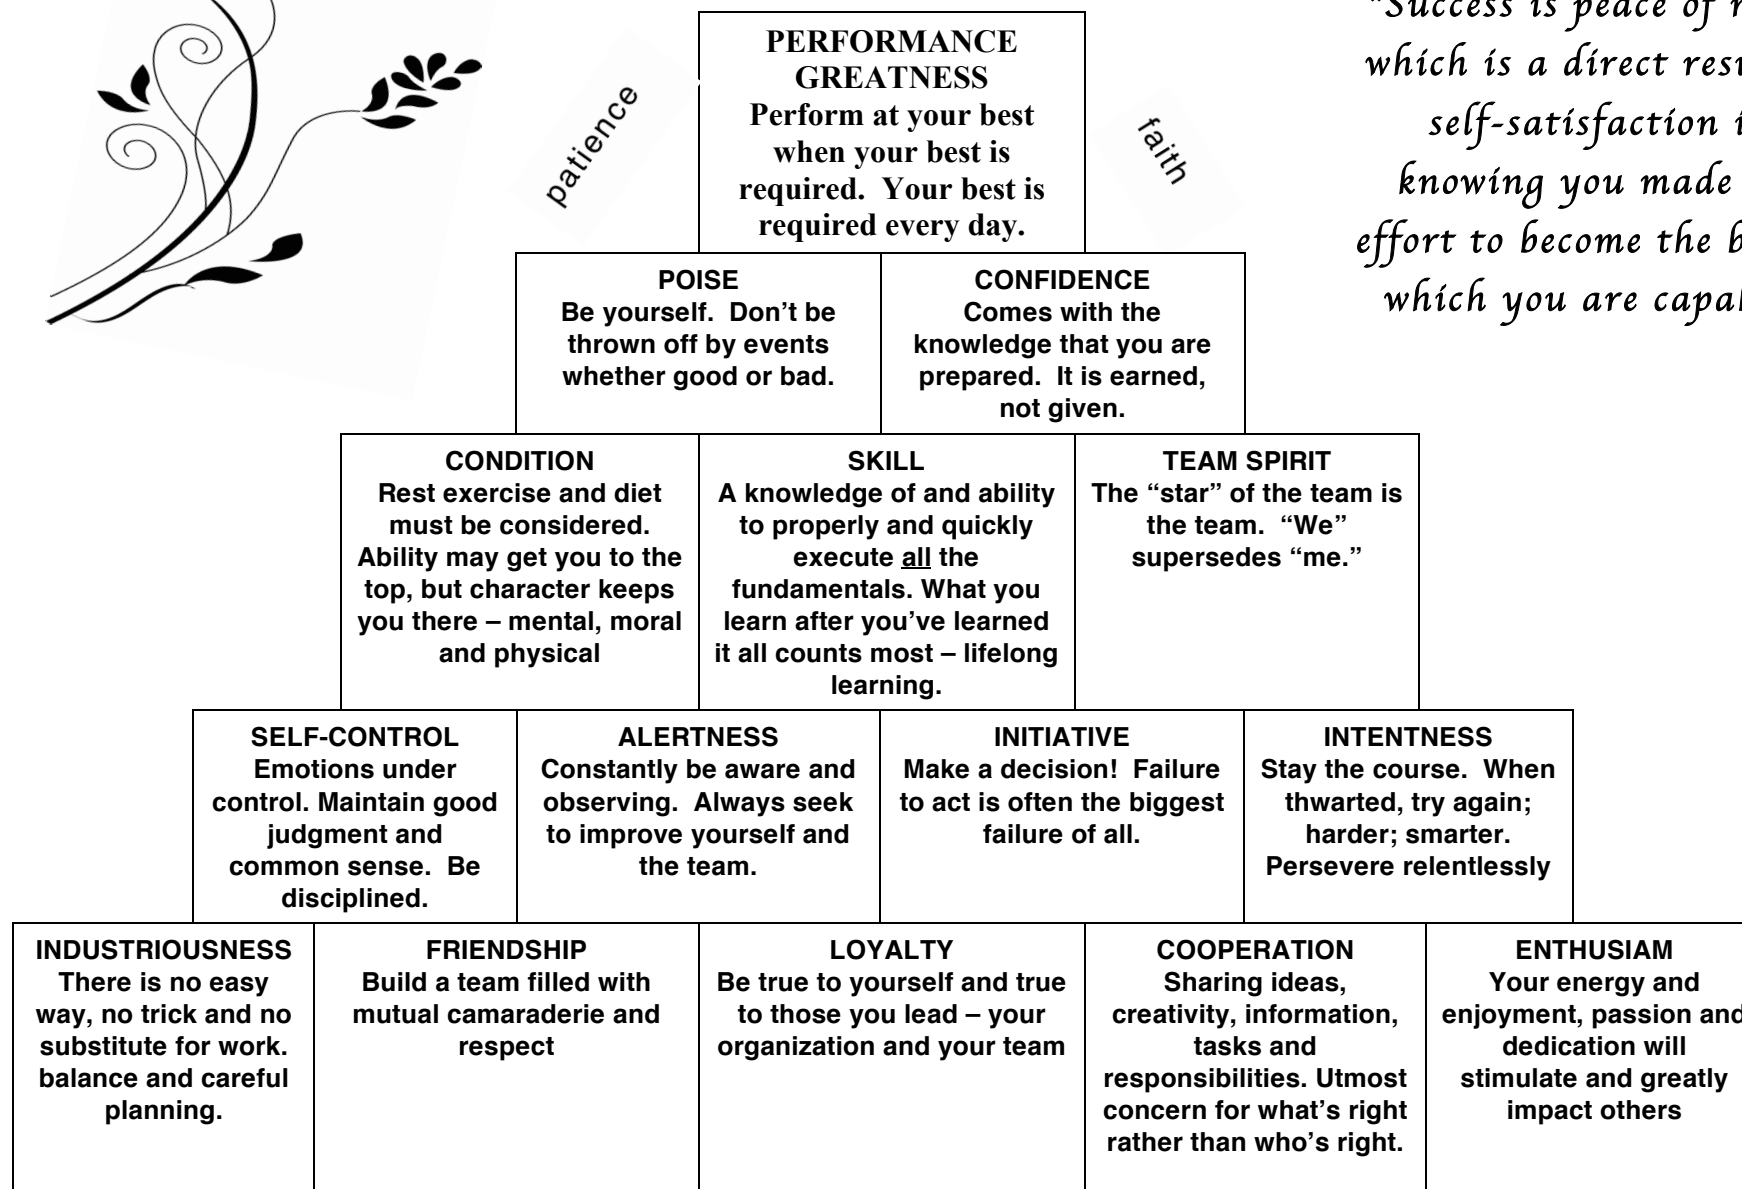 "Success is peace of
which is a direct
self-satisfaction
knowing you made
effort to become the
which you are
patience
faith
PERFORMANCE
GREATNESS
Perform at your best
when your best is
required.  Your best is
required every day.
POISE
Be yourself.  Don't be
thrown off by events
whether good or bad.
CONFIDENCE
Comes with the
knowledge that you are
prepared.  It is earned,
not given.
CONDITION
Rest exercise and diet
must be considered.
Ability may get you to the
top, but character keeps
you there – mental, moral
and physical
SKILL
A knowledge of and ability
to properly and quickly
execute all the
fundamentals. What you
learn after you've learned
it all counts most – lifelong
learning.
TEAM SPIRIT
The “star” of the team is
the team.  “We”
supersedes “me.”
SELF-CONTROL
Emotions under
control. Maintain good
judgment and
common sense.  Be
disciplined.
ALERTNESS
Constantly be aware and
observing.  Always seek
to improve yourself and
the team.
INITIATIVE
Make a decision!  Failure
to act is often the biggest
failure of all.
INTENTNESS
Stay the course.  When
thwarted, try again;
harder; smarter.
Persevere relentlessly
INDUSTRIOUSNESS
There is no easy
way, no trick and no
substitute for work.
balance and careful
planning.
FRIENDSHIP
Build a team filled with
mutual camaraderie and
respect
LOYALTY
Be true to yourself and true
to those you lead – your
organization and your team
COOPERATION
Sharing ideas,
creativity, information,
tasks and
responsibilities. Utmost
concern for what's right
rather than who's right.
ENTHUSIAM
Your energy and
enjoyment, passion and
dedication will
stimulate and greatly
impact others